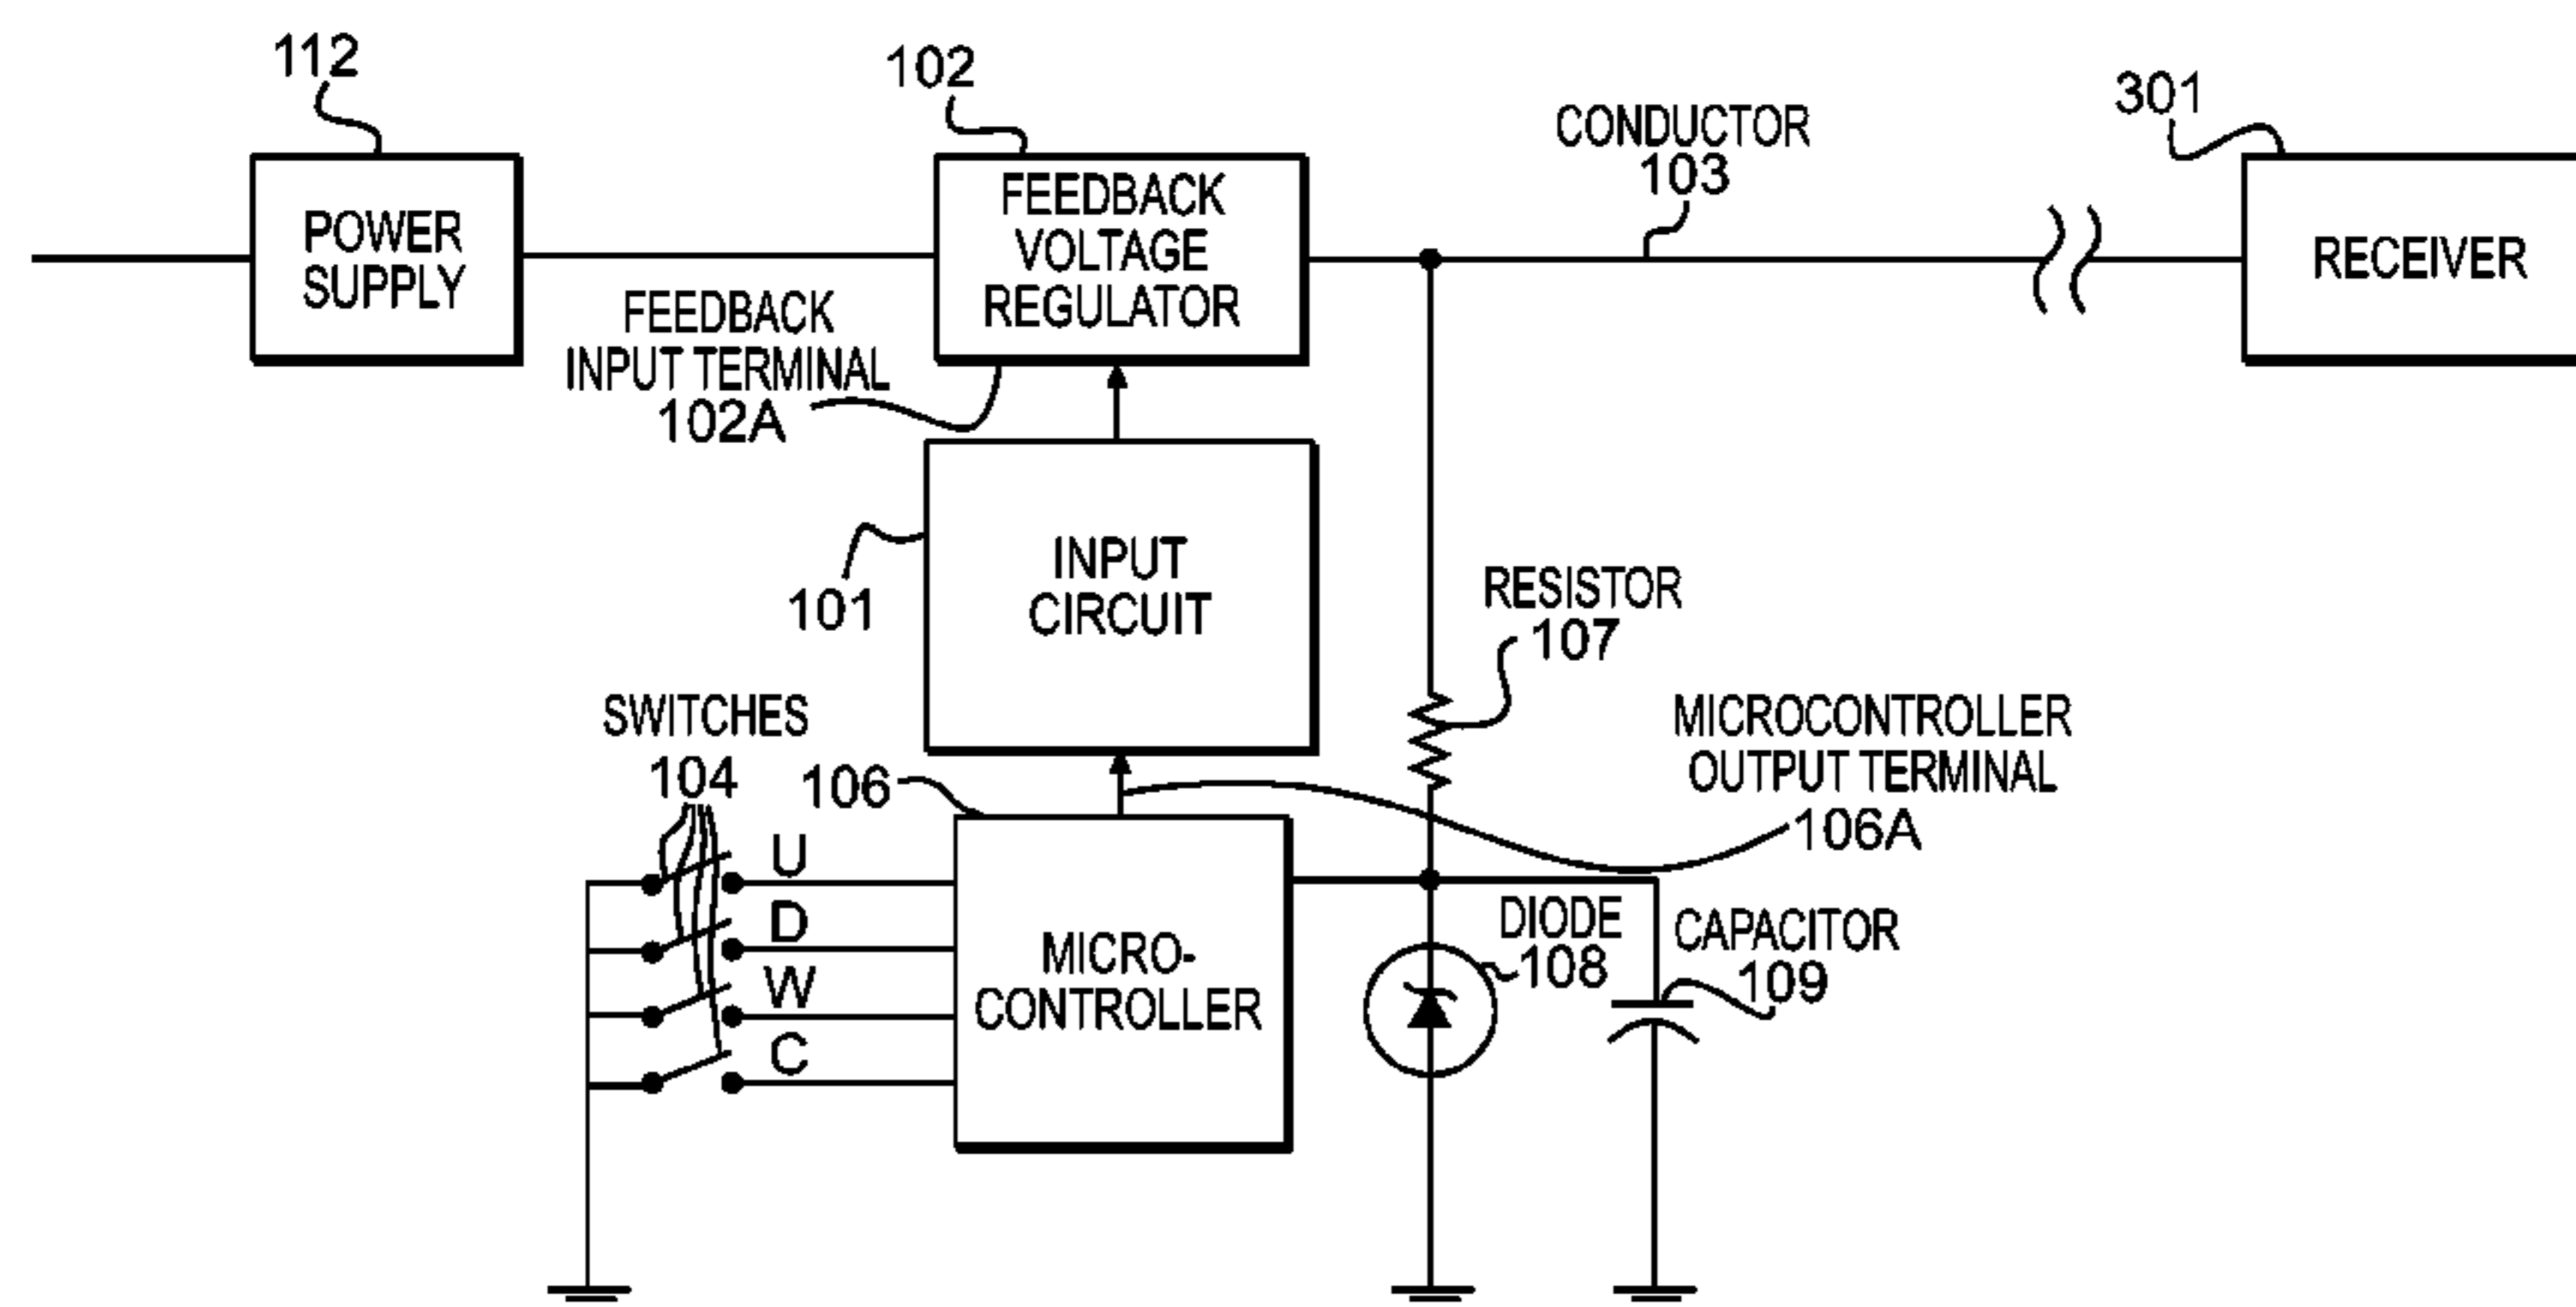 112
POWER
SUPPLY
102
FEEDBACK
VOLTAGE
REGULATOR
CONDUCTOR
103
301
RECEIVER
FEEDBACK
INPUT TERMINAL
102A
101
INPUT
CIRCUIT
RESISTOR
107
SWITCHES
104
106
MICROCONTROLLER
OUTPUT TERMINAL
106A
U
D
W
C
MICRO-
CONTROLLER
DIODE
108
CAPACITOR
109